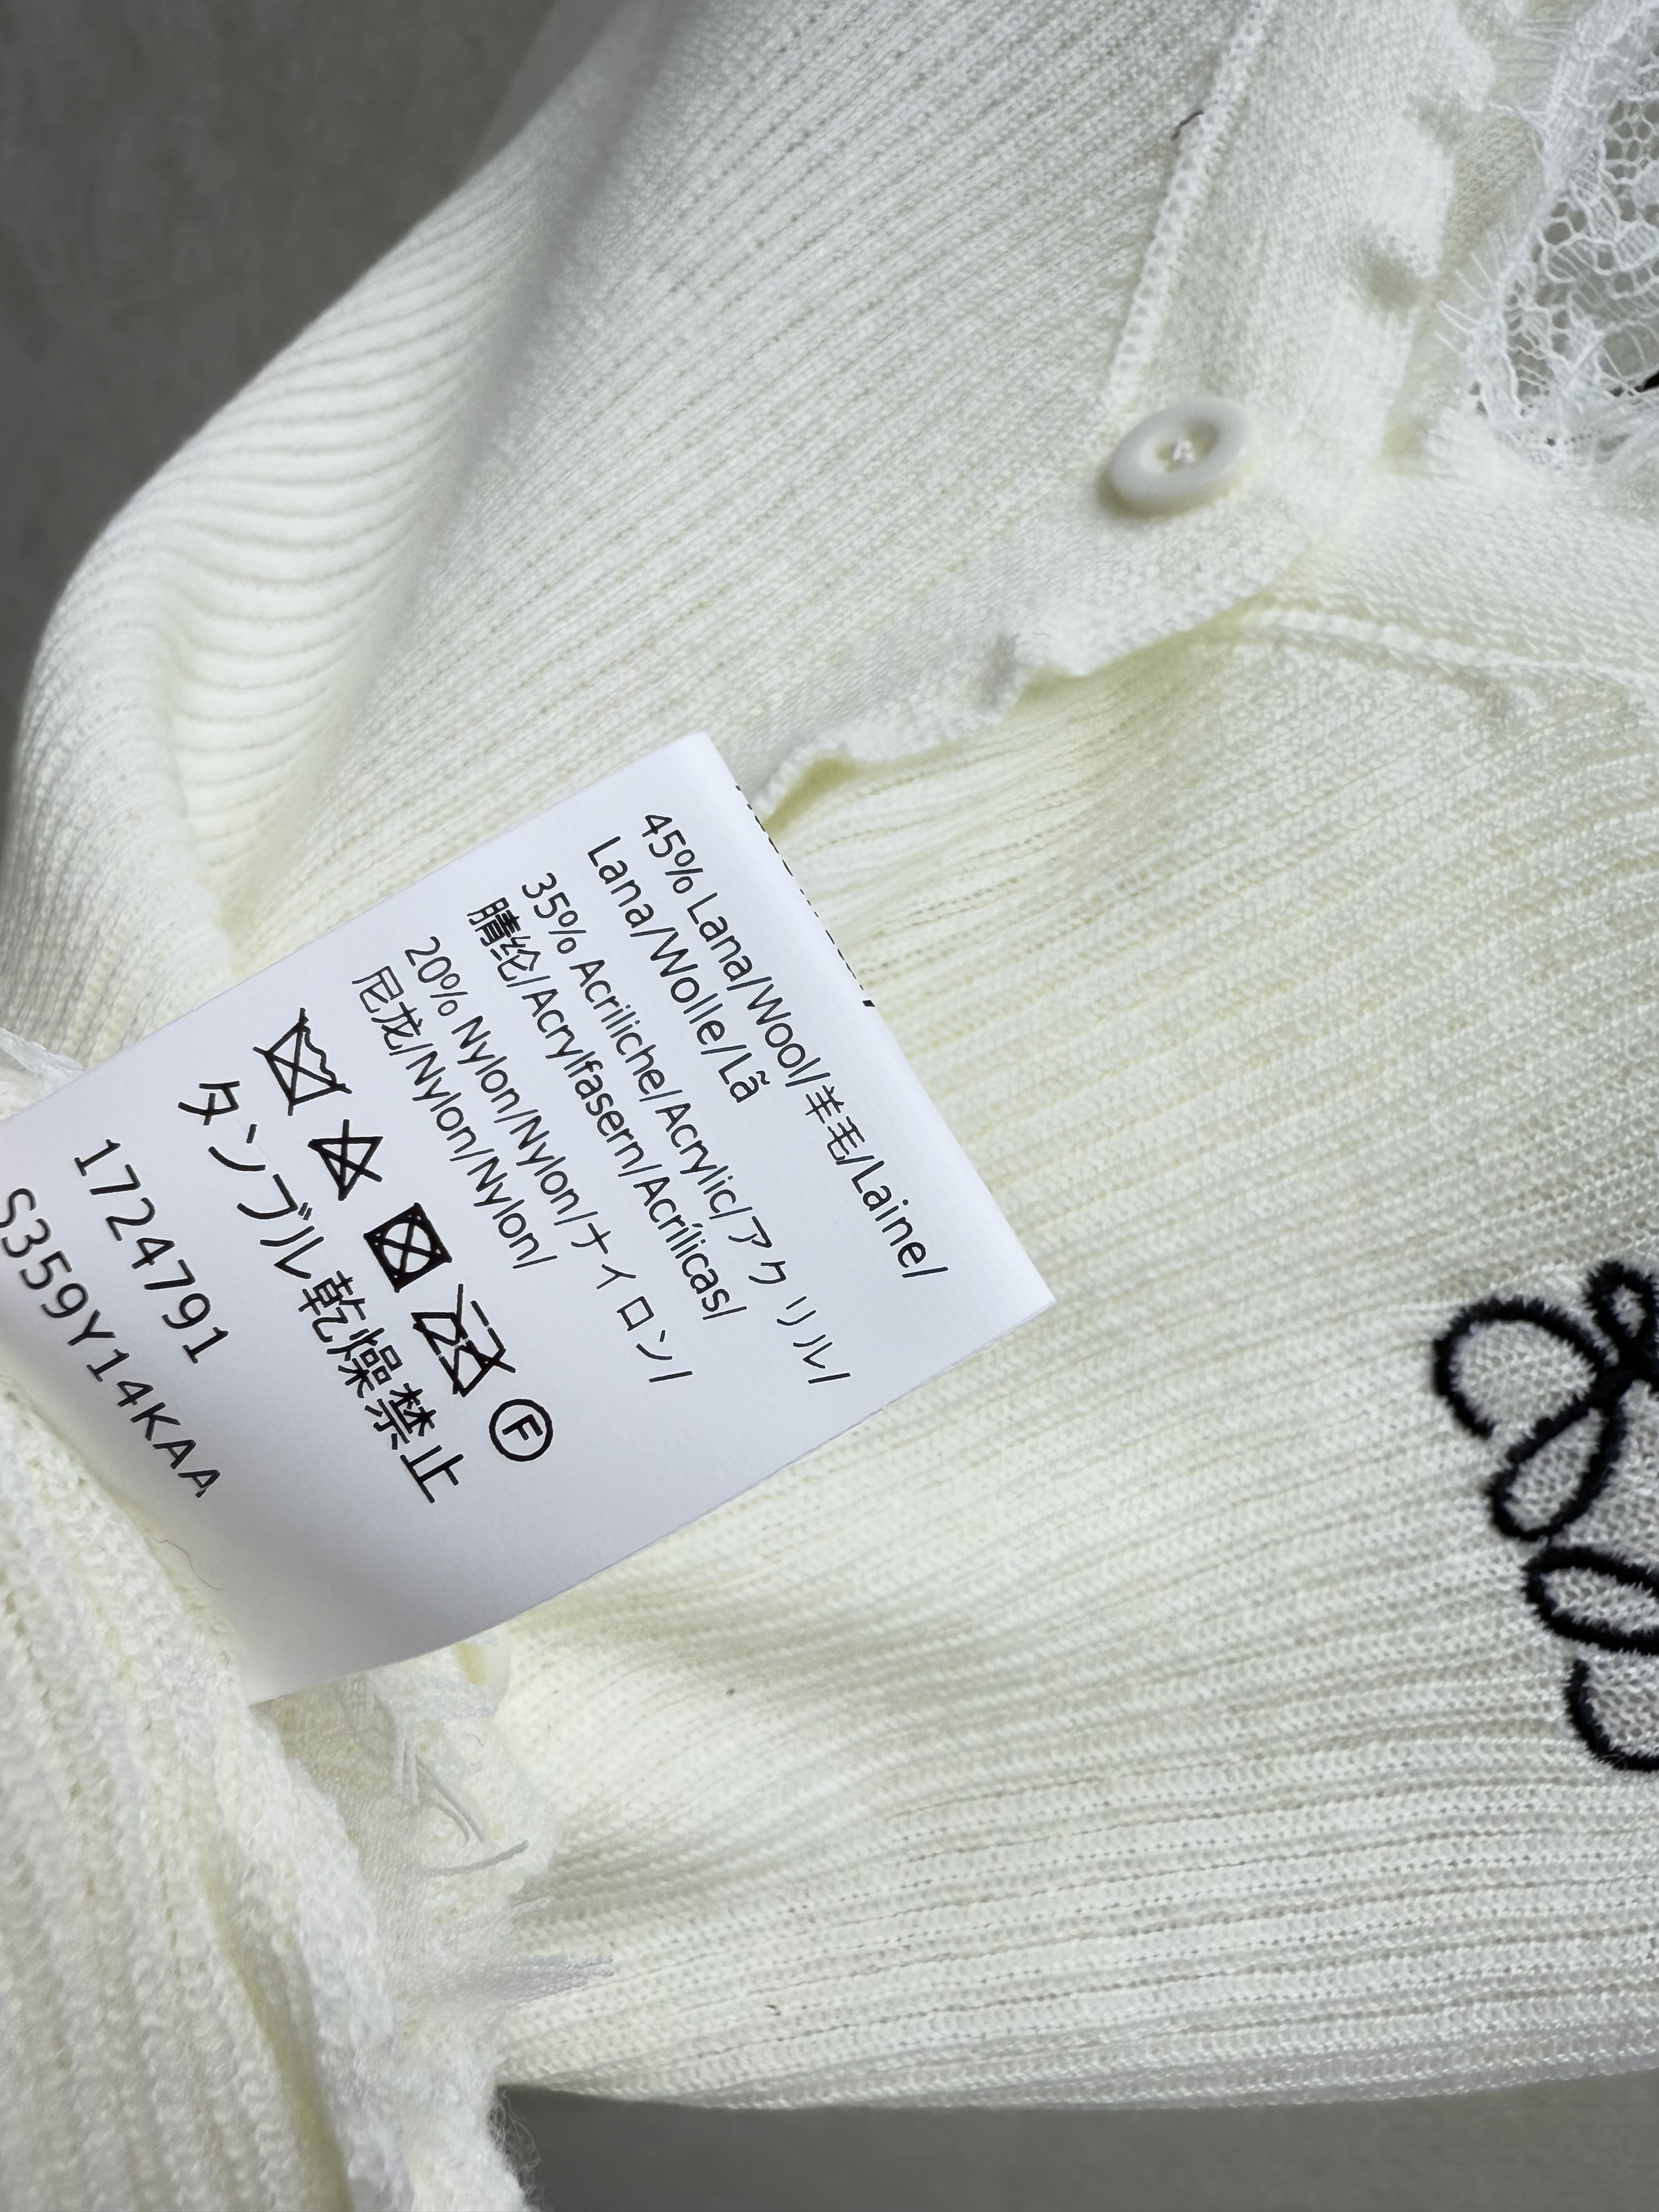 45% Lana/Wool/羊毛/Laine/
Lana/Wolle/Lã
35% Acriliche/Acrylic/アクリル/
腈纶/Acrylfasern/Acrílicas/
20% Nylon/Nylon/ナイロン/
尼龙/Nylon/Nylon/
F
タンブル乾燥禁止
1724791
S359Y14KAA